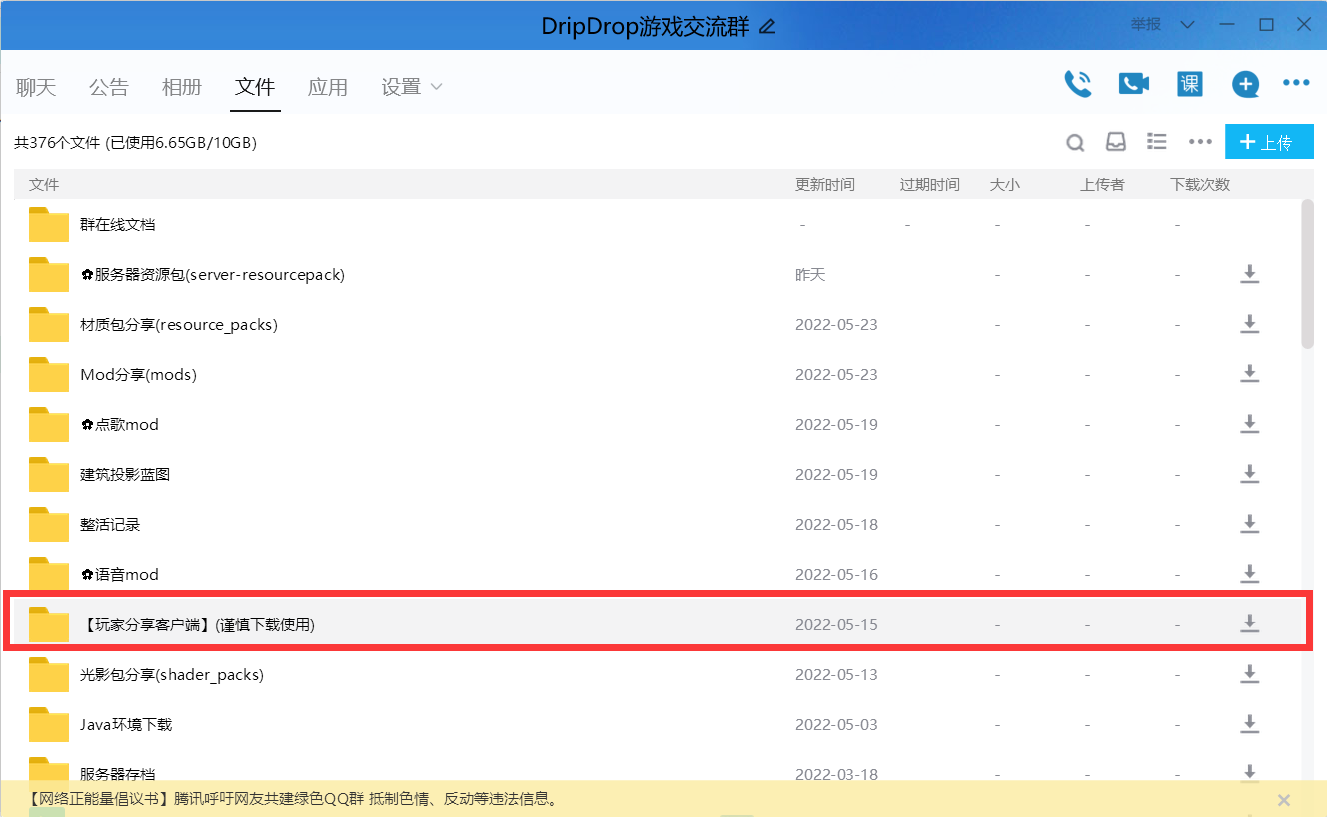 DripDrop游戏交流群 举报
聊天 公告 相册 文件 应用 设置 课
共376个文件 (已使用6.65GB/10GB) 上传
文件 更新时间 过期时间 大小 上传者 下载次数
群在线文档 - - - - -
✿服务器资源包(server-resourcepack) 昨天 - - -
材质包分享(resource_packs) 2022-05-23 - - -
Mod分享(mods) 2022-05-23 - - -
✿点歌mod 2022-05-19 - - -
建筑投影蓝图 2022-05-19 - - -
整活记录 2022-05-18 - - -
✿语音mod 2022-05-16 - - -
【玩家分享客户端】(谨慎下载使用) 2022-05-15 - - -
光影包分享(shader_packs) 2022-05-13 - - -
Java环境下载 2022-05-03 - - -
服务器存档 2022-03-18 - - -
【网络正能量倡议书】腾讯呼吁网友共建绿色QQ群 抵制色情、反动等违法信息。